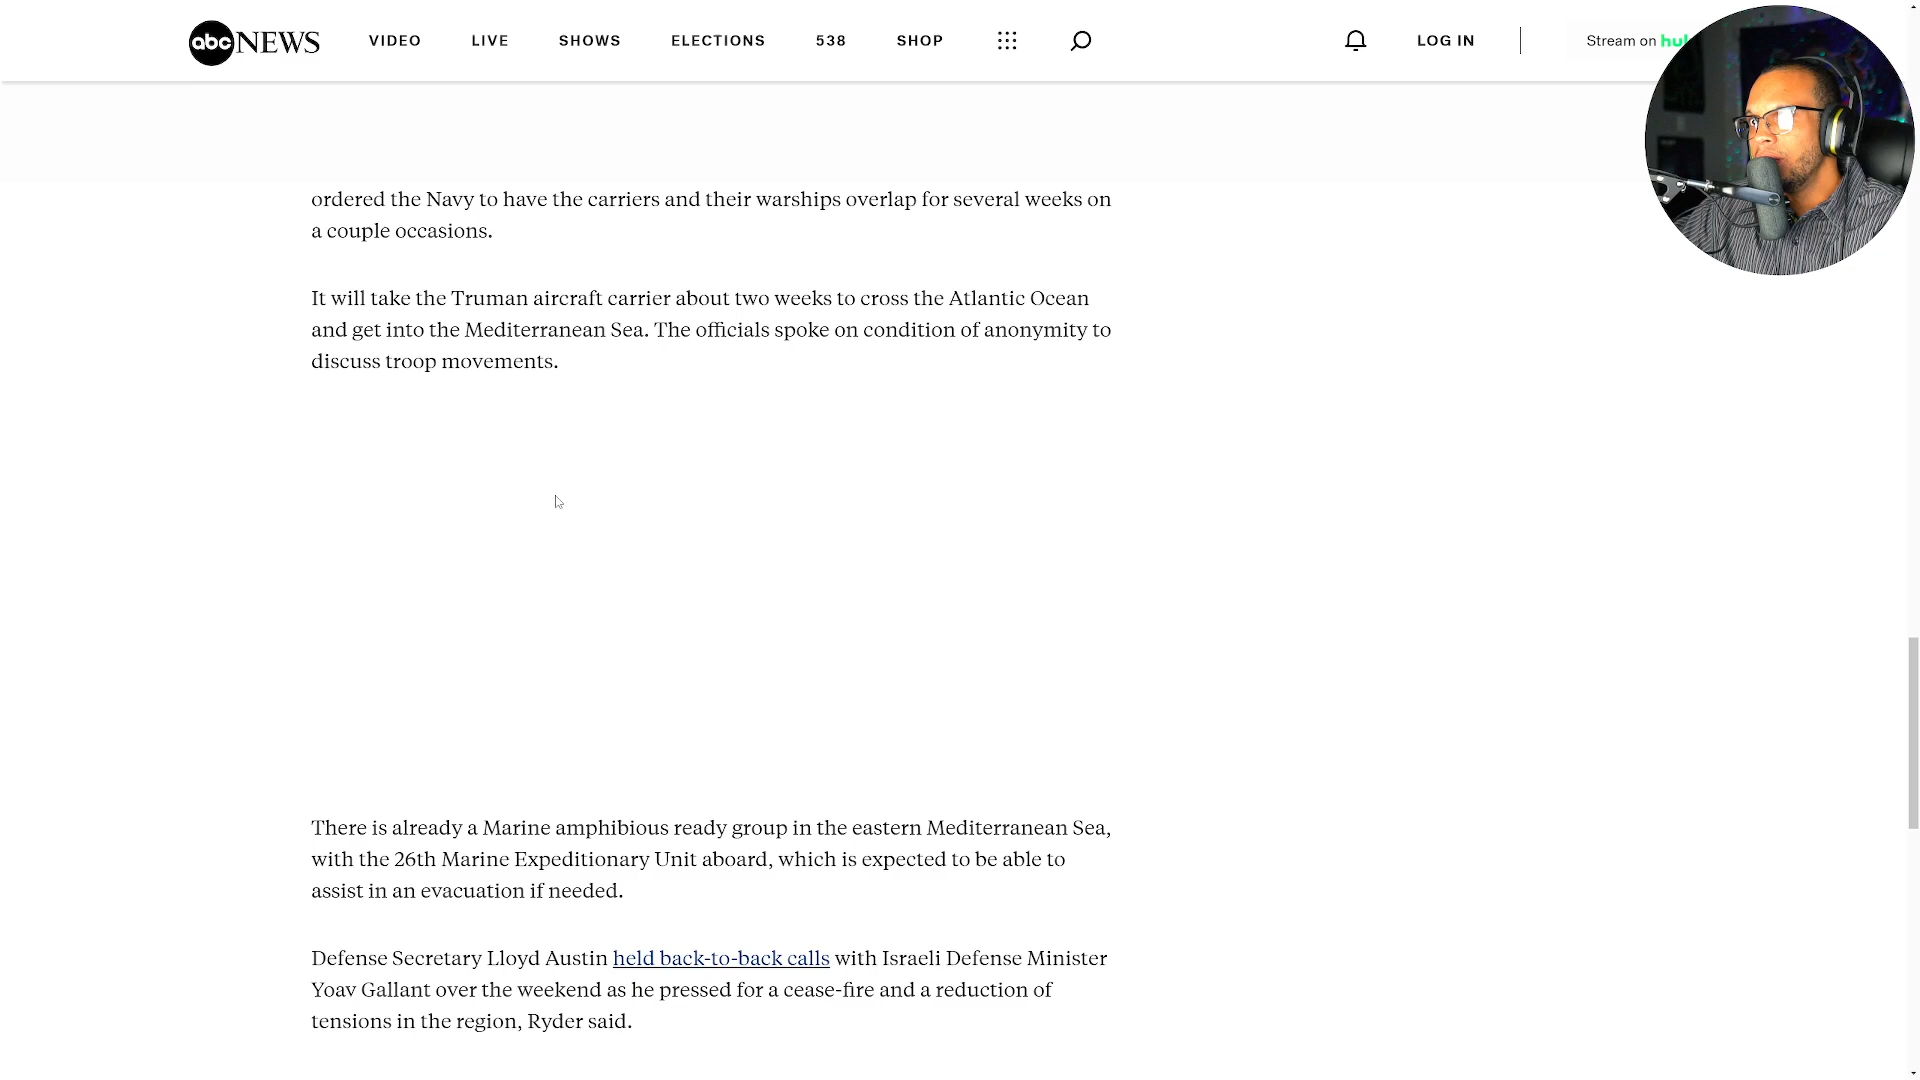 abc NEWS VIDEO LIVE SHOWS ELECTIONS 538 SHOP LOG IN Stream on hul
ordered the Navy to have the carriers and their warships overlap for several weeks on
a couple occasions.
It will take the Truman aircraft carrier about two weeks to cross the Atlantic Ocean
and get into the Mediterranean Sea. The officials spoke on condition of anonymity to
discuss troop movements.
There is already a Marine amphibious ready group in the eastern Mediterranean Sea,
with the 26th Marine Expeditionary Unit aboard, which is expected to be able to
assist in an evacuation if needed.
Defense Secretary Lloyd Austin held back-to-back calls with Israeli Defense Minister
Yoav Gallant over the weekend as he pressed for a cease-fire and a reduction of
tensions in the region, Ryder said.